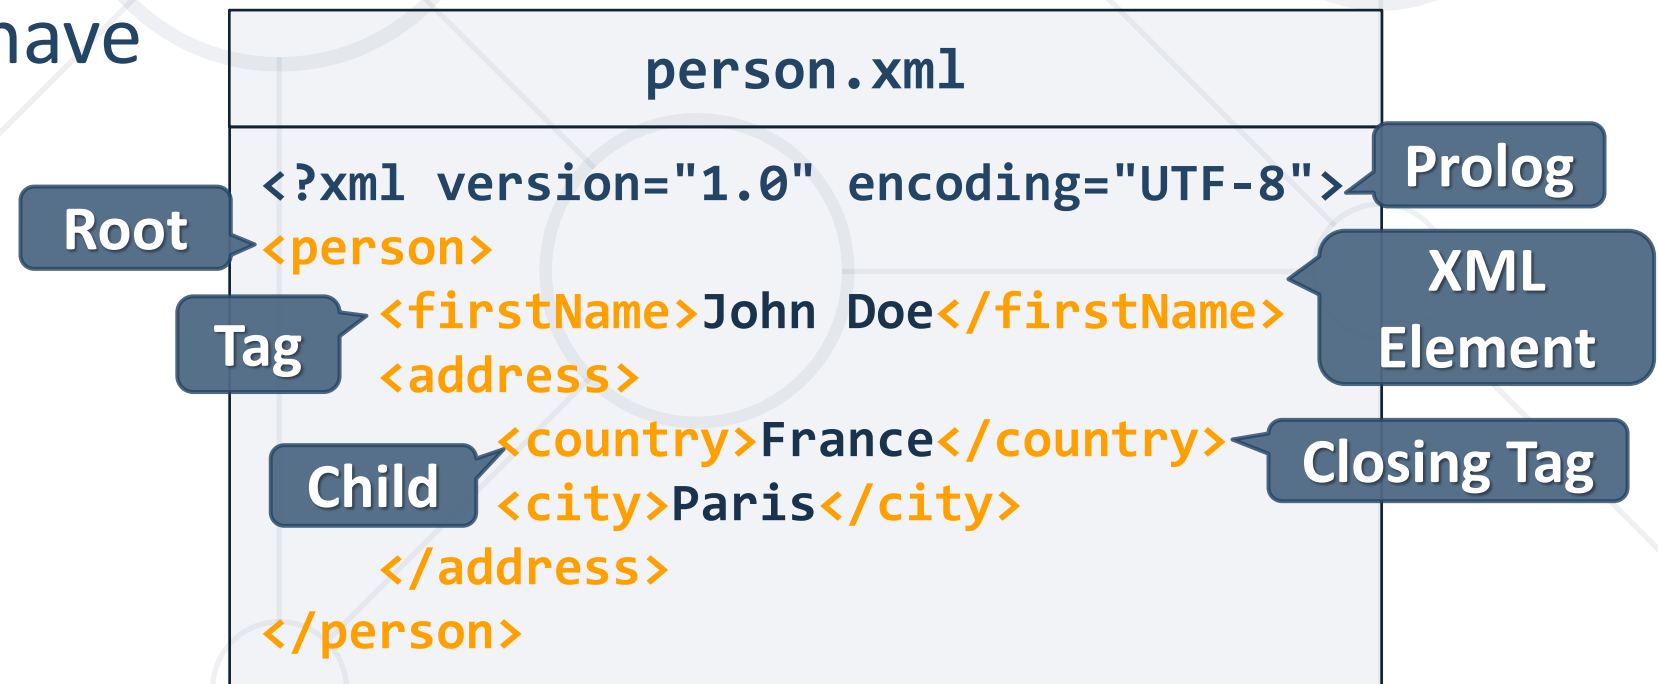 have
person.xml
<?xml version="1.0" encoding="UTF-8">
Prolog
Root
<person>
XML
Element
<firstName>John Doe</firstName>
Tag
<address>
<country>France</country>
Closing Tag
Child
<city>Paris</city>
</address>
</person>